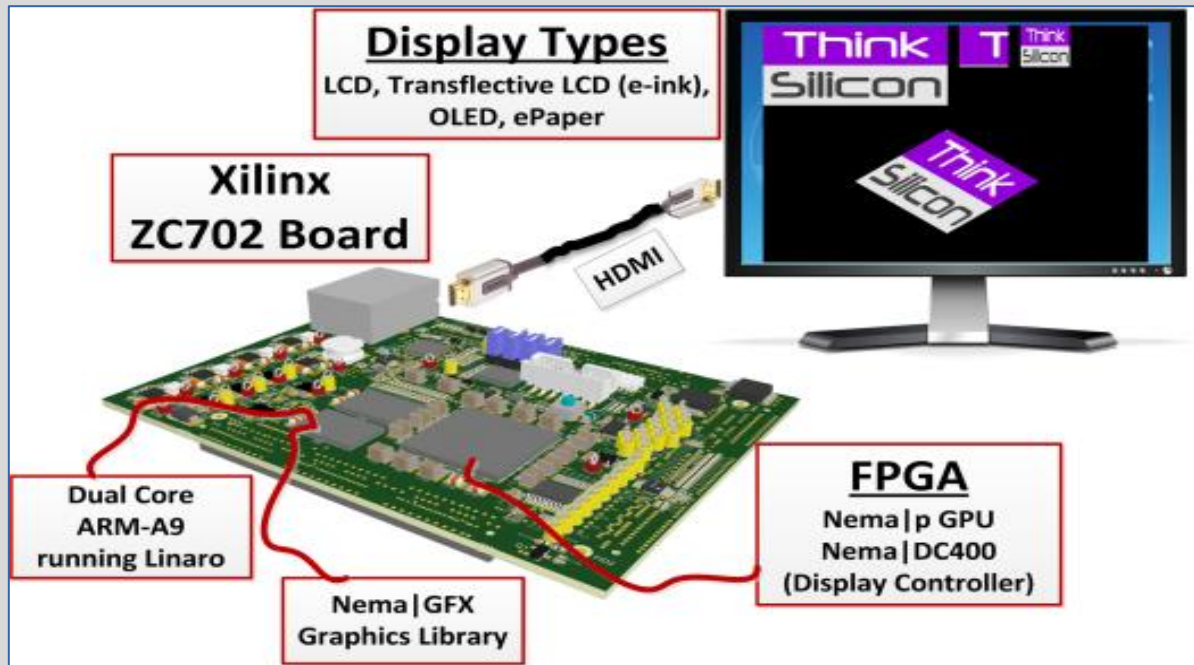 Display Types
LCD, Transflective LCD (e-ink),
OLED, ePaper
Think
Silicon
T
Think
Silicon
Think
Silicon
Xilinx
ZC702 Board
HDMI
Dual Core
ARM-A9
running Linaro
Nema|GFX
Graphics Library
FPGA
Nema|p GPU
Nema|DC400
(Display Controller)